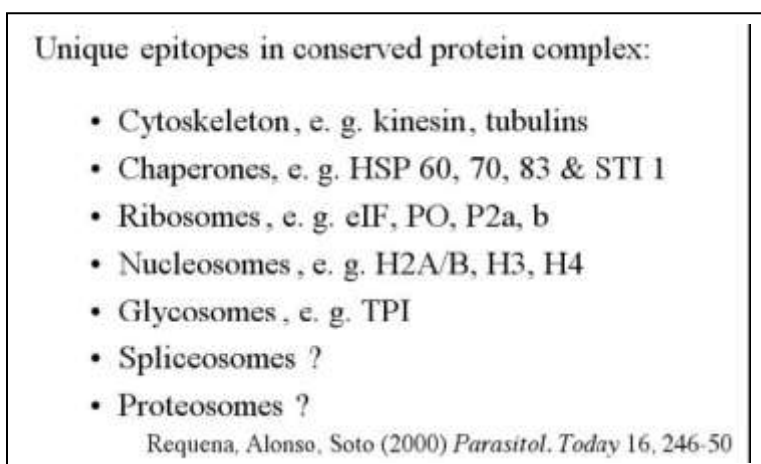 Unique epitopes in conserved protein complex:
• Cytoskeleton, e. g. kinesin, tubulins
• Chaperones, e. g. HSP 60, 70, 83 & STI 1
• Ribosomes, e. g. eIF, PO, P2a, b
• Nucleosomes, e. g. H2A/B, H3, H4
• Glycosomes, e. g. TPI
• Spliceosomes ?
• Proteosomes ?
Requena, Alonso, Soto (2000) Parasitol. Today 16, 246-50